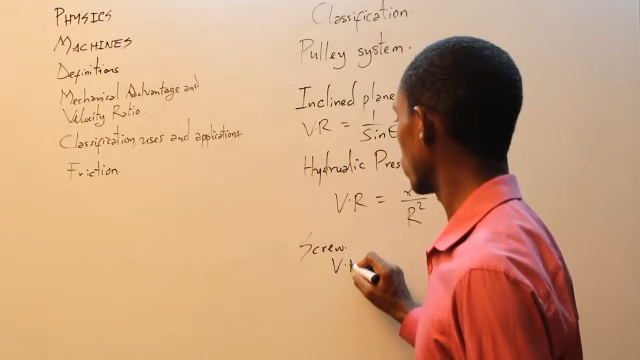 PHYSICS
MACHINES
Definitions
Mechanical Advantage and
Velocity Ratio.
Classification, uses and applications.
Friction.
Classification.
Pulley system.
Inclined plane
V.R = 1/Sin
Hydrualic Pres
V.R = r/R²
Screw.
V.